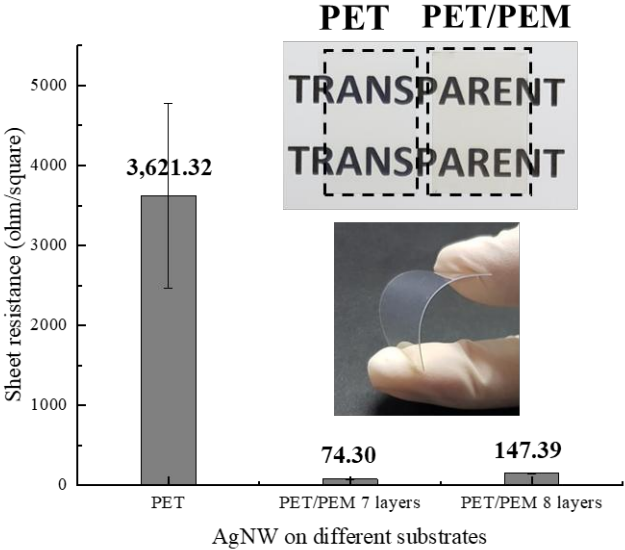 PET PET/PEM
TRANSPARENT
TRANSPARENT
Sheet resistance (ohm/square)
5000
4000
3000
2000
1000
0
3,621.32
74.30
147.39
PET
PET/PEM 7 layers
PET/PEM 8 layers
AgNW on different substrates